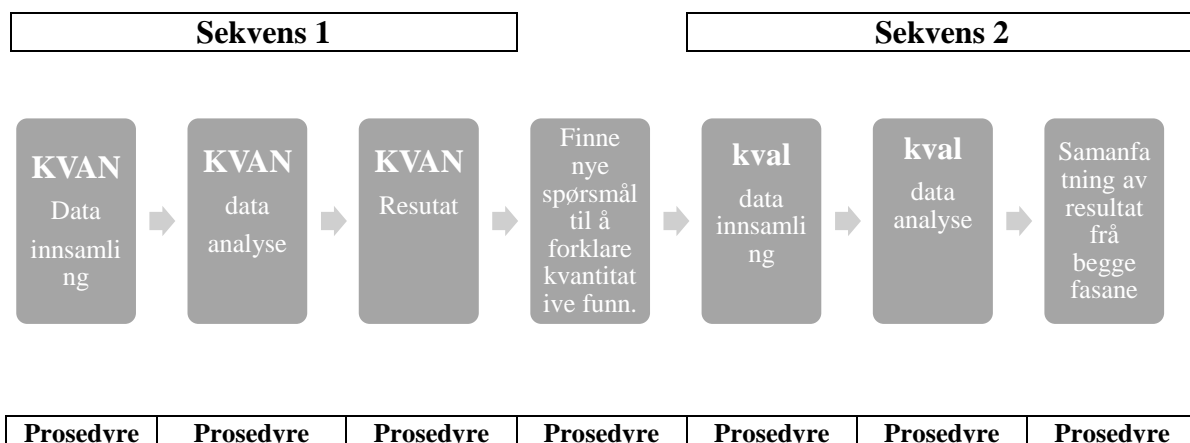 Sekvens 1
Sekvens 2
KVAN
Data
innsamli
ng
KVAN
data
analyse
KVAN
Resutat
Finne
nye
spørsmål
til å
forklare
kvantitat
ive funn.
kval
data
innsamli
ng
kval
data
analyse
Samanfa
tning av
resultat
frå
begge
fasane
Prosedyre Prosedyre Prosedyre Prosedyre Prosedyre Prosedyre Prosedyre